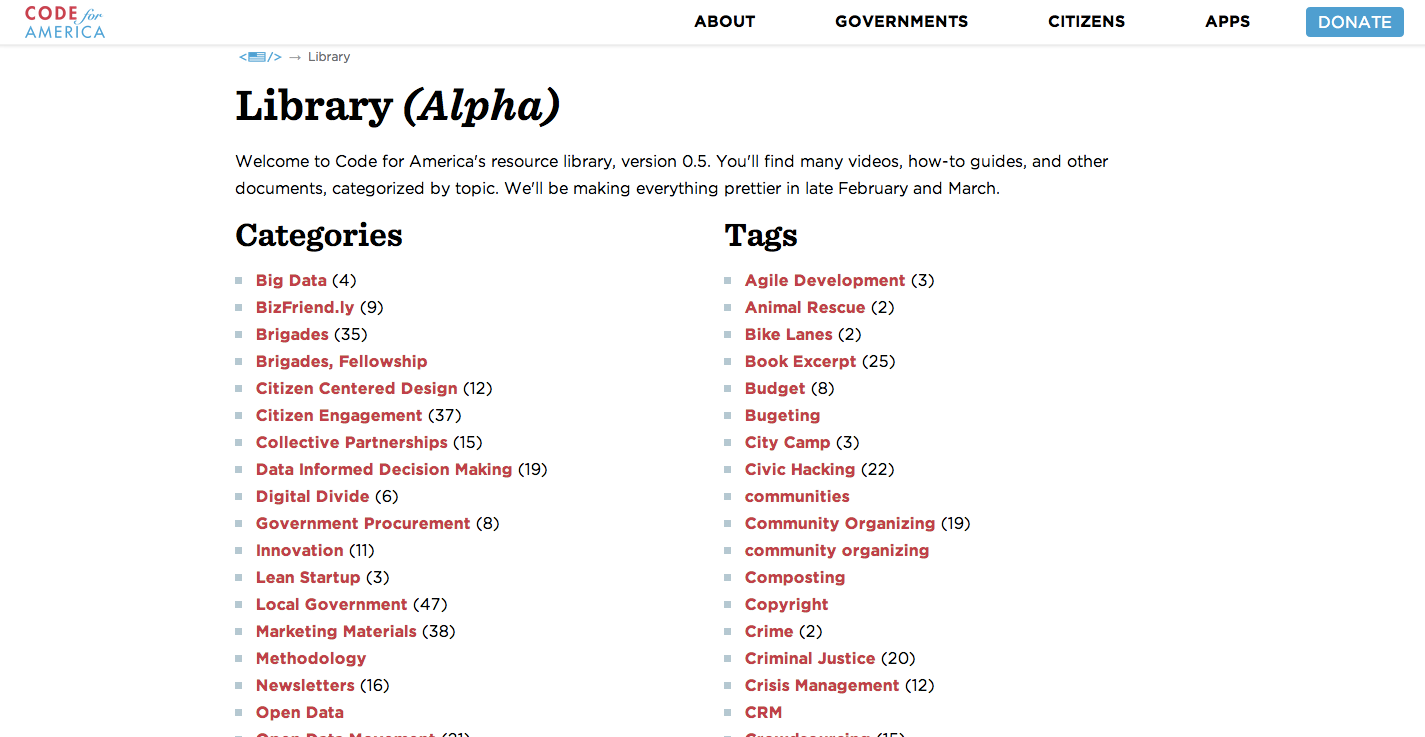 CODE for
AMERICA
ABOUT
GOVERNMENTS
CITIZENS
APPS
DONATE
</> → Library
Library (Alpha)
Welcome to Code for America's resource library, version 0.5. You'll find many videos, how-to guides, and other
documents, categorized by topic. We'll be making everything prettier in late February and March.
Categories
Big Data (4)
BizFriend.ly (9)
Brigades (35)
Brigades, Fellowship
Citizen Centered Design (12)
Citizen Engagement (37)
Collective Partnerships (15)
Data Informed Decision Making (19)
Digital Divide (6)
Government Procurement (8)
Innovation (11)
Lean Startup (3)
Local Government (47)
Marketing Materials (38)
Methodology
Newsletters (16)
Open Data
Open Data Movement (21)
Tags
Agile Development (3)
Animal Rescue (2)
Bike Lanes (2)
Book Excerpt (25)
Budget (8)
Bugeting
City Camp (3)
Civic Hacking (22)
communities
Community Organizing (19)
community organizing
Composting
Copyright
Crime (2)
Criminal Justice (20)
Crisis Management (12)
CRM
Crowdsourcing (15)